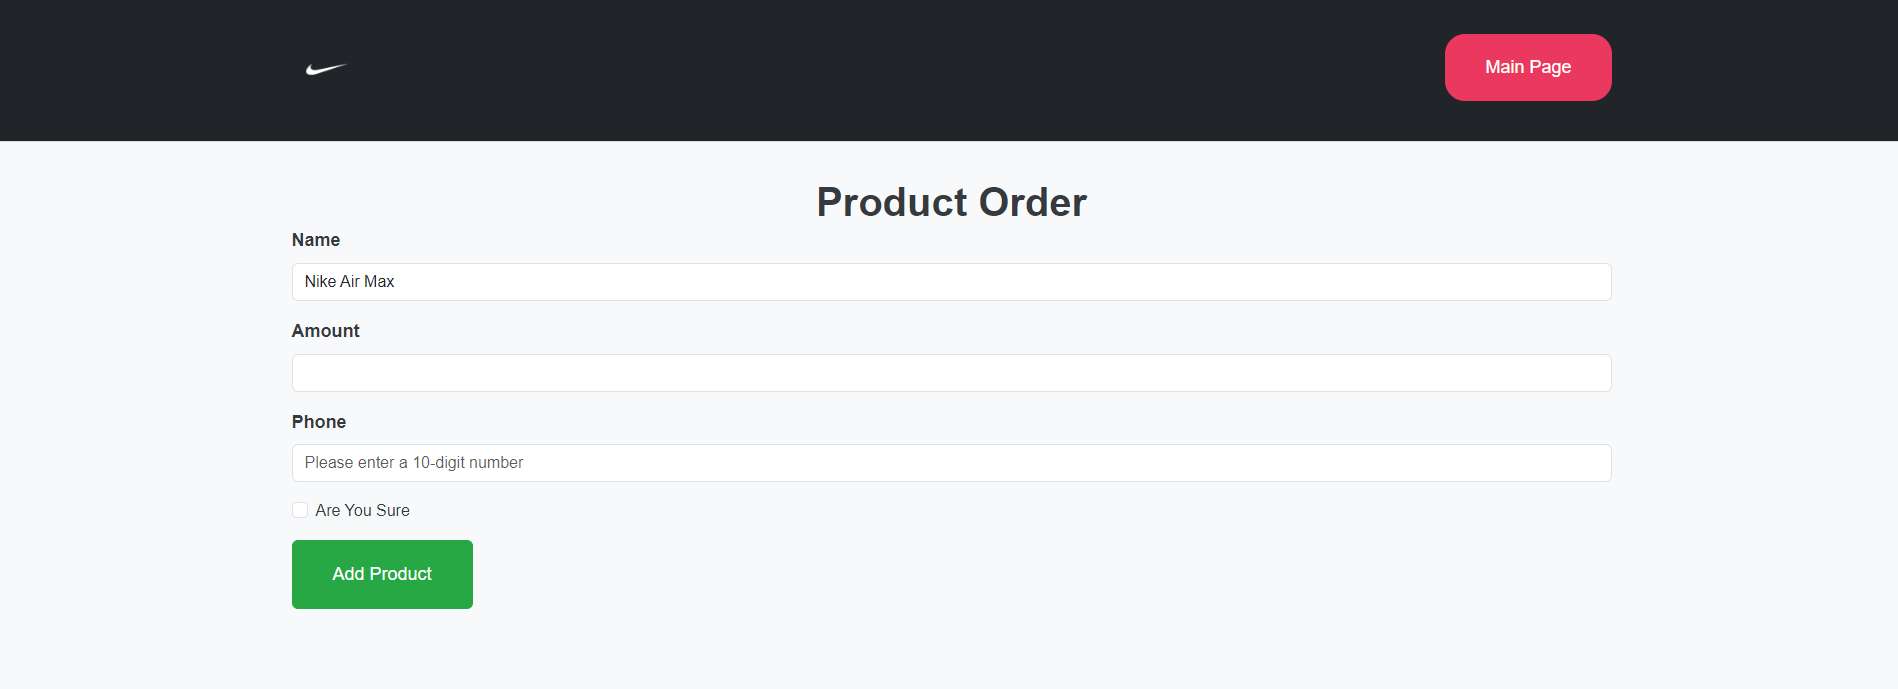 Main Page
Product Order
Name
Nike Air Max
Amount
Phone
Please enter a 10-digit number
Are You Sure
Add Product